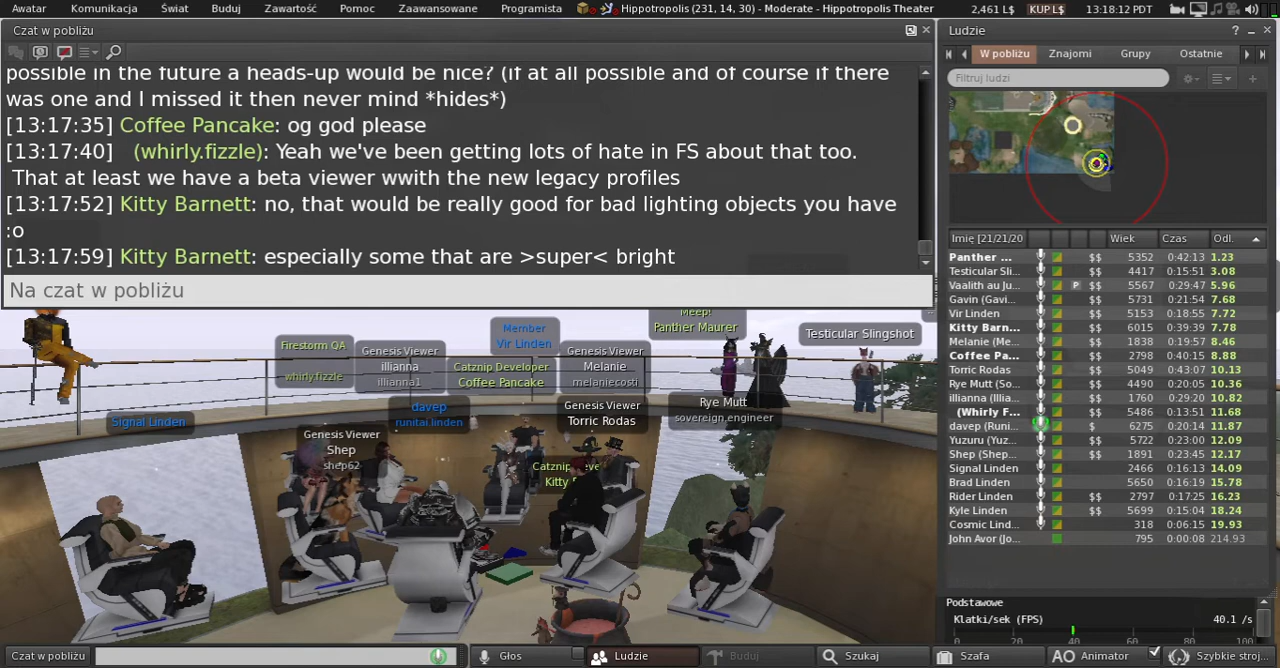 Awatar Komunikacja Świat Buduj Zawartość Pomoc Zaawansowane Programista Hippotropolis (231, 14, 30) - Moderate - Hippotropolis Theater 2,461 L$ KUP L$ 13:18:12 PDT
Czat w pobliżu
possible in the future a heads-up would be nice? (if at all possible and of course if there
was one and I missed it then never mind *hides*)
[13:17:35] Coffee Pancake: og god please
[13:17:40] (whirly.fizzle): Yeah we've been getting lots of hate in FS about that too.
That at least we have a beta viewer wwith the new legacy profiles
[13:17:52] Kitty Barnett: no, that would be really good for bad lighting objects you have
:o
[13:17:59] Kitty Barnett: especially some that are >super< bright
Na czat w pobliżu
Ludzie
W pobliżu Znajomi Grupy Ostatnie
Filtruj ludzi
Imię [21/21/20 Wiek Czas Odl.
Panther ... $$ 5352 0:42:13 1.23
Testicular Sli... $$ 4417 0:15:51 3.08
Vaalith au Ju... P $$ 5567 0:29:47 5.96
Gavin (Gavi... $$ 5731 0:21:54 7.68
Vir Linden $$ 5153 0:18:55 7.72
Kitty Barn... $$ 6015 0:39:39 7.78
Melanie (Me... $$ 1838 0:19:57 8.46
Coffee Pa... $$ 2798 0:40:15 8.88
Torric Rodas $$ 5049 0:43:07 10.13
Rye Mutt (So... $$ 4490 0:20:05 10.36
illianna (Illia... $$ 1760 0:29:20 10.82
(Whirly F... $$ 5486 0:13:51 11.68
davep (Runi... $ 6275 0:20:14 11.87
Yuzuru (Yuz... $$ 5722 0:23:00 12.09
Shep (Shep... $$ 1891 0:23:45 12.17
Signal Linden 2466 0:16:13 14.09
Brad Linden 5650 0:16:19 15.78
Rider Linden $$ 2797 0:17:25 16.23
Kyle Linden $$ 5699 0:15:04 18.24
Cosmic Lind... 318 0:06:15 19.93
John Avor (Jo... 795 0:00:08 214.93
Meep!
Panther Maurer
Member
Vir Linden
Testicular Slingshot
Firestorm QA
whirly.fizzle
Genesis Viewer
illianna
illianna1
Catznip Developer
Coffee Pancake
Genesis Viewer
Melanie
melaniecosti
Signal Linden
davep
runitai.linden
Genesis Viewer
Torric Rodas
Rye Mutt
sovereign.engineer
Genesis Viewer
Shep
shep62
Catznip
Kitty
Podstawowe
Klatki/sek (FPS) 40.1 /s
0 20 40 60 80 100
Czat w pobliżu Głos Ludzie Buduj Szukaj Szafa AO Animator Szybkie stroj...